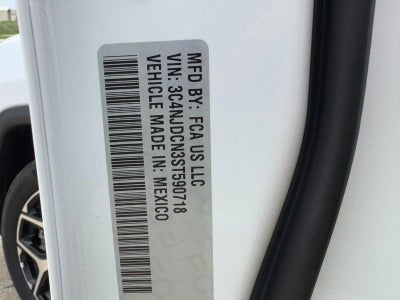 MFD BY: FCA US LLC
VIN: 3C4NJDCN3ST590718
VEHICLE MADE IN: MEXICO